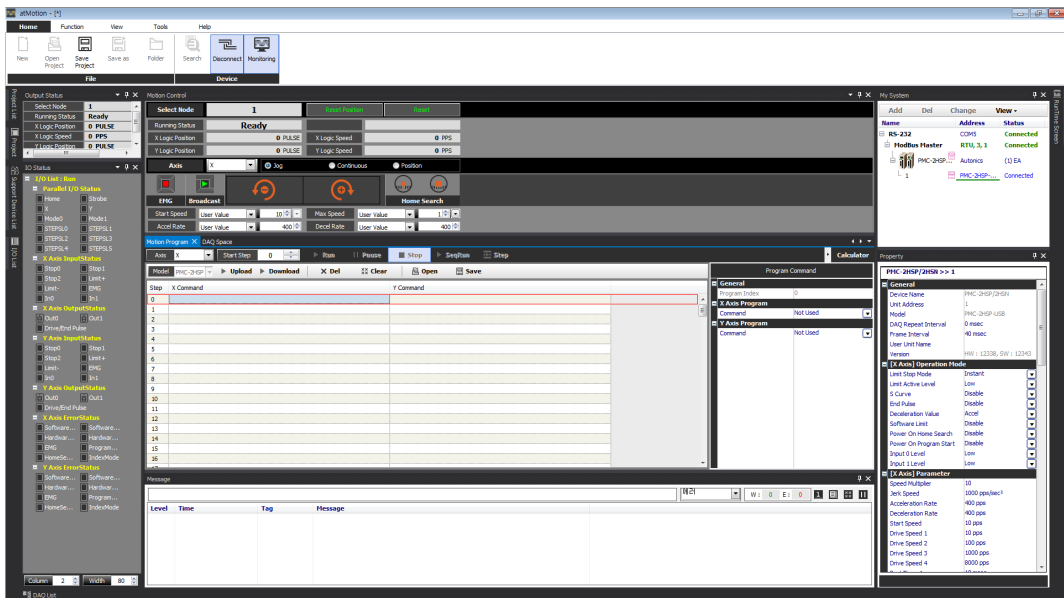 atMotion - [*]
Home Function View Tools Help
New Open Project Save Project Save as Folder Search Disconnect Monitoring
File Device
Project List
Project
Support Device List
I/O List
Output Status
Select Node 1
Running Status Ready
X Logic Position 0 PULSE
X Logic Speed 0 PPS
Y Logic Position 0 PULSE
IO Status
I/O List : Run
Parallel I/O Status
Home Strobe
X Y
Mode0 Mode1
STEPSL0 STEPSL1
STEPSL2 STEPSL3
STEPSL4 STEPSL5
X Axis InputStatus
Stop0 Stop1
Stop2 Limit+
Limit- EMG
In0 In1
X Axis OutputStatus
Out0 Out1
Drive/End Pulse
Y Axis InputStatus
Stop0 Stop1
Stop2 Limit+
Limit- EMG
In0 In1
Y Axis OutputStatus
Out0 Out1
Drive/End Pulse
X Axis ErrorStatus
Software... Software...
Hardwar... Hardwar...
EMG Program...
HomeSe... IndexMode
Y Axis ErrorStatus
Software... Software...
Hardwar... Hardwar...
EMG Program...
HomeSe... IndexMode
Column 2 Width 80
DAQ List
Motion Control
Select Node 1 Reset Position Reset
Running Status Ready
X Logic Position 0 PULSE X Logic Speed 0 PPS
Y Logic Position 0 PULSE Y Logic Speed 0 PPS
Axis X Jog Continuous Position
EMG Broadcast Home Search
Start Speed User Value 10 Max Speed User Value 1
Accel Rate User Value 400 Decel Rate User Value 400
Motion Program X DAQ Space
Axis X Start Step 0 Run Pause Stop SeqRun Step Calculator
Model PMC-2HSP Upload Download X Del Clear Open Save
Step X Command Y Command
0
1
2
3
4
5
6
7
8
9
10
11
12
13
14
15
16
Program Command
General
Program Index 0
X Axis Program
Command Not Used
Y Axis Program
Command Not Used
Message
에러 W : 0 E : 0
Level Time Tag Message
My System
Add Del Change View
Name Address Status
RS-232 COM5 Connected
ModBus Master RTU, 3, 1 Connected
PMC-2HSP... Autonics (1) EA
1 PMC-2HSP-... Connected
RunTime Screen
Property
PMC-2HSP/2HSN >> 1
General
Device Name PMC-2HSP/2HSN
Unit Address 1
Model PMC-2HSP-USB
DAQ Repeat Interval 0 msec
Frame Interval 40 msec
User Unit Name
Version HW : 12338, SW : 12343
[X Axis] Operation Mode
Limit Stop Mode Instant
Limit Active Level Low
S Curve Disable
End Pulse Disable
Deceleration Value Accel
Software Limit Disable
Power On Home Search Disable
Power On Program Start Disable
Input 0 Level Low
Input 1 Level Low
[X Axis] Parameter
Speed Multiplier 10
Jerk Speed 1000 pps/sec²
Acceleration Rate 400 pps
Deceleration Rate 400 pps
Start Speed 10 pps
Drive Speed 1 10 pps
Drive Speed 2 100 pps
Drive Speed 3 1000 pps
Drive Speed 4 8000 pps